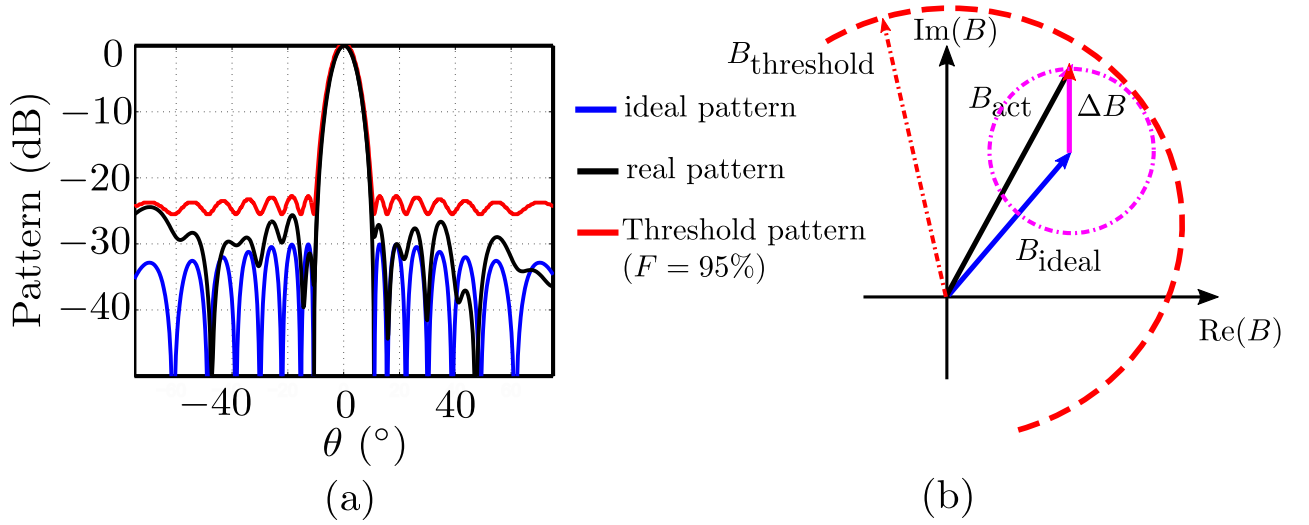 0
−10
−20
−30
−40
Pattern (dB)
−40
0
40
θ (°)
(a)
ideal pattern
real pattern
Threshold pattern
(F = 95%)
Im(B)
B_threshold
B_act
ΔB
B_ideal
Re(B)
(b)